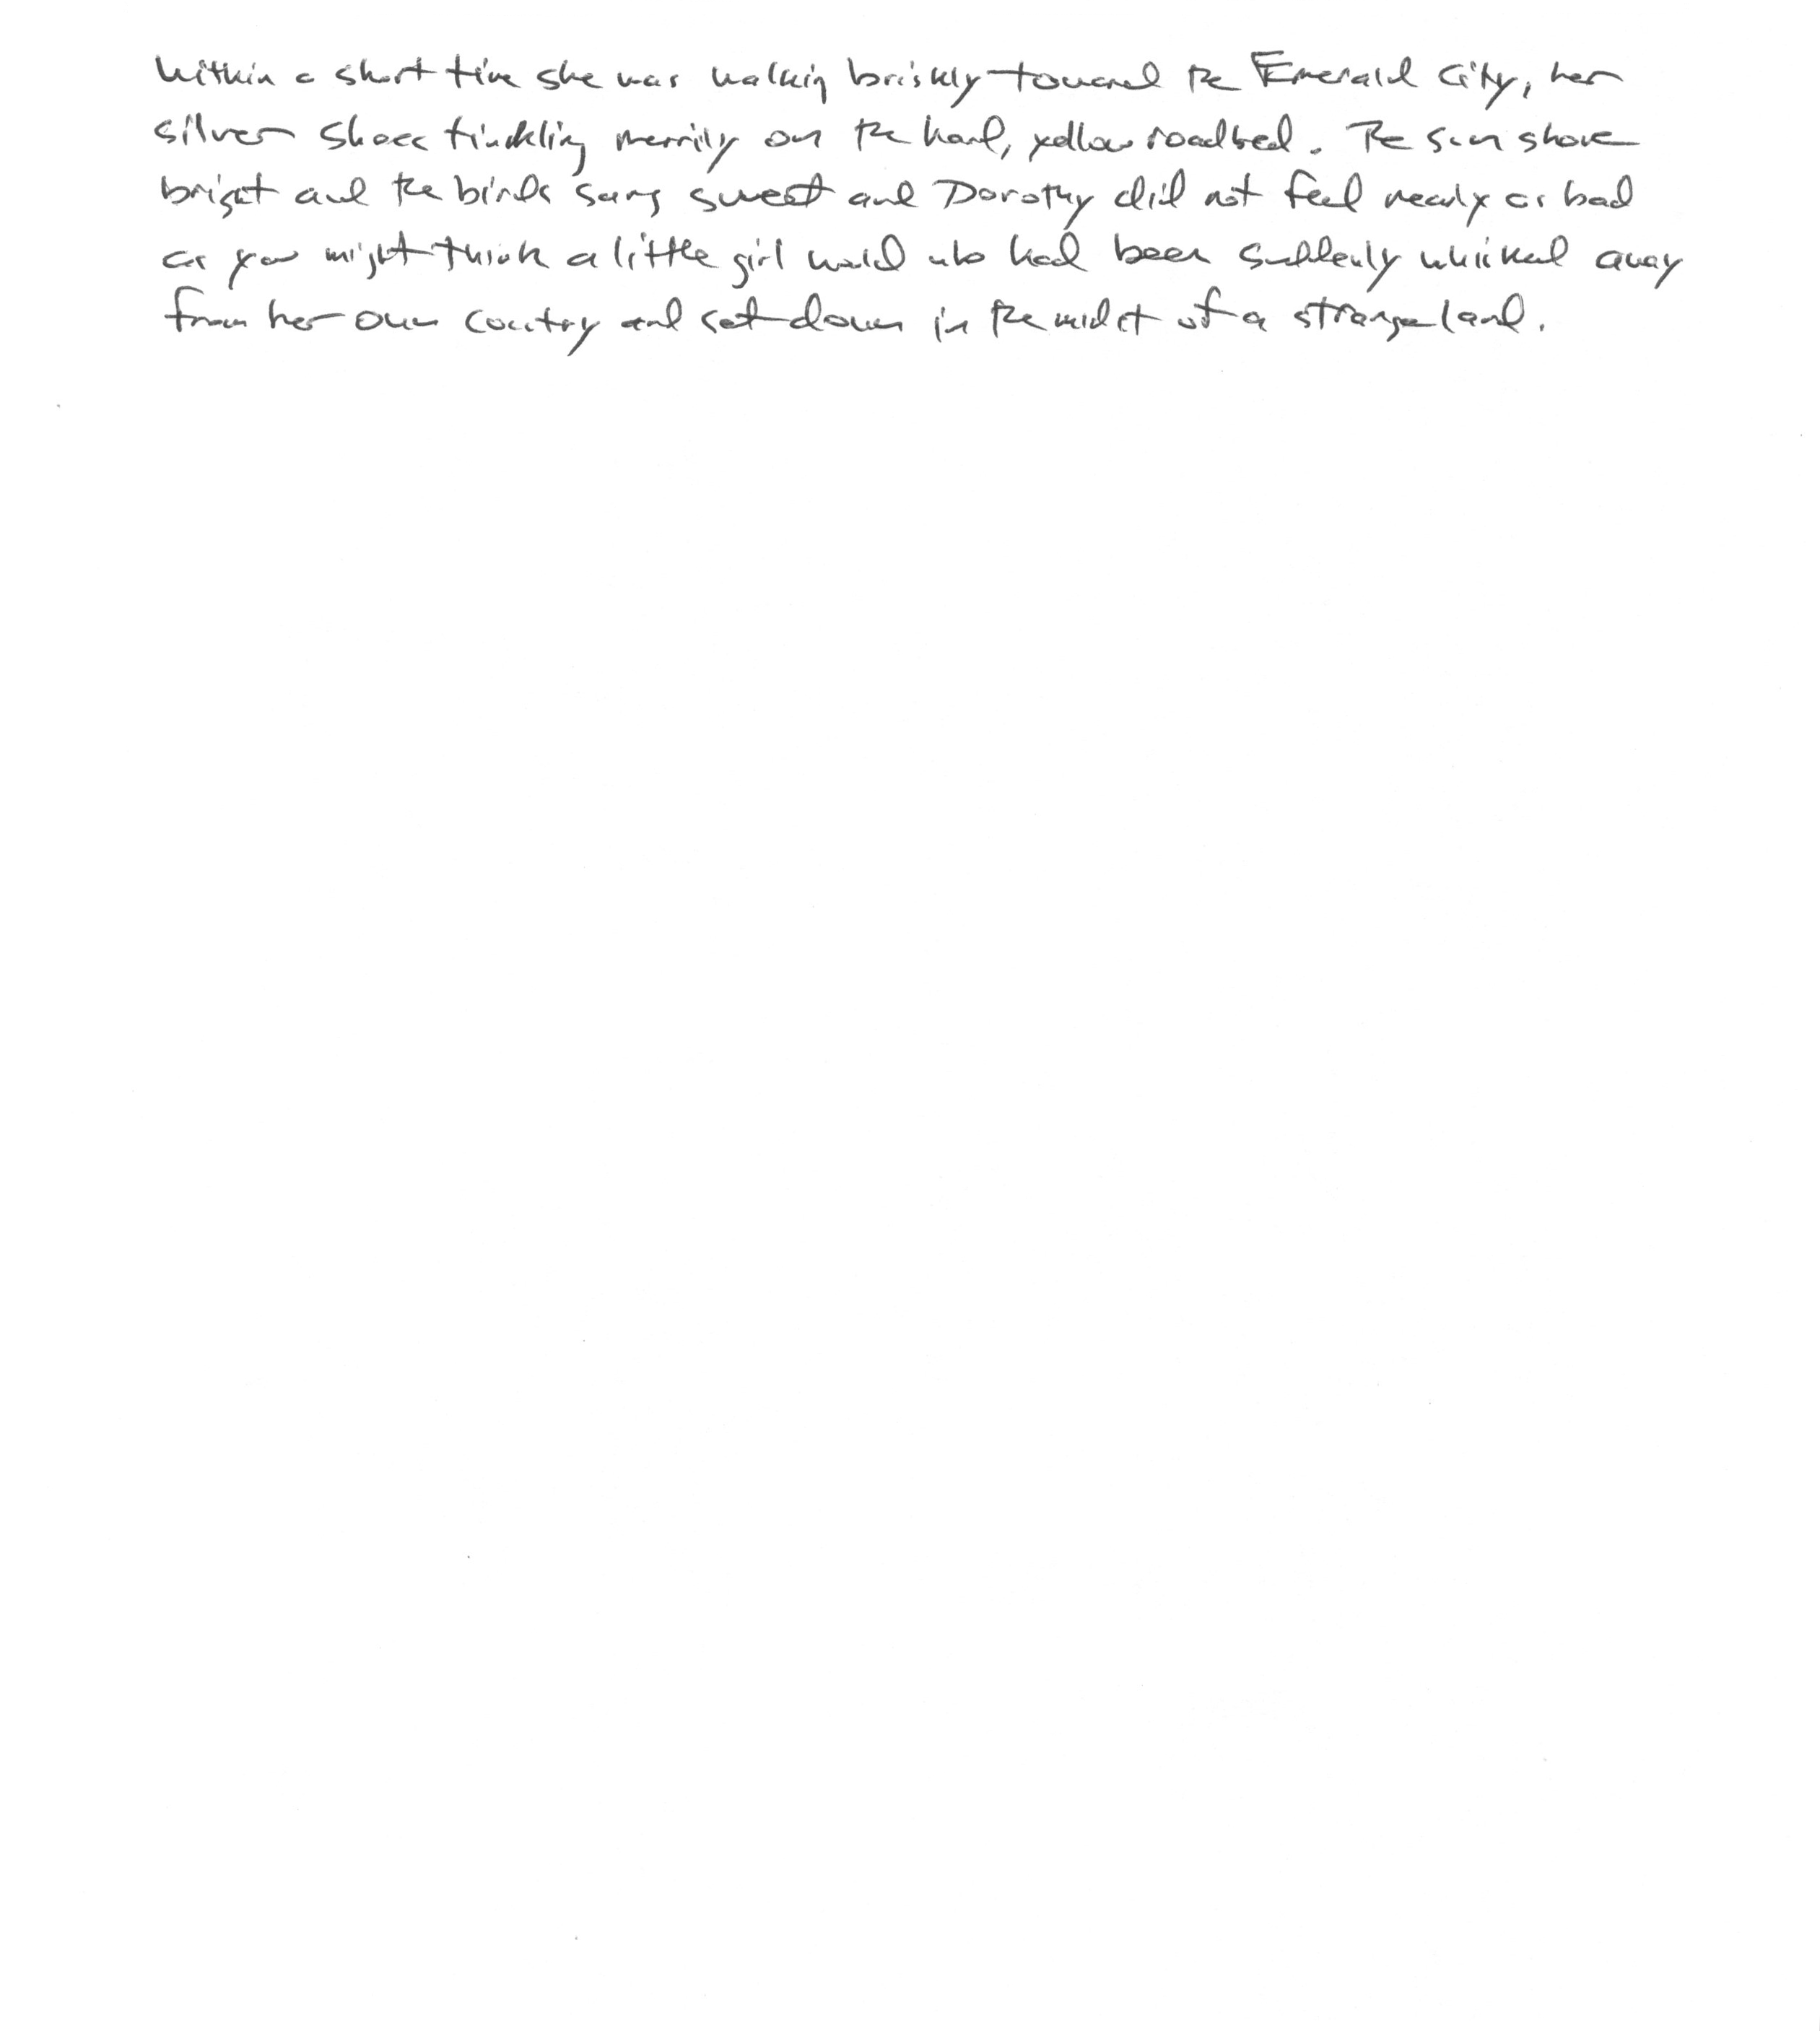 Within a short time she was walking briskly toward the Emerald City, her
silver shoes tinkling merrily on the hard, yellow roadbed. The sun shone
bright and the birds sang sweet and Dorothy did not feel nearly as bad
as you might think a little girl would who had been suddenly whisked away
from her own country and set down in the midst of a strange land.